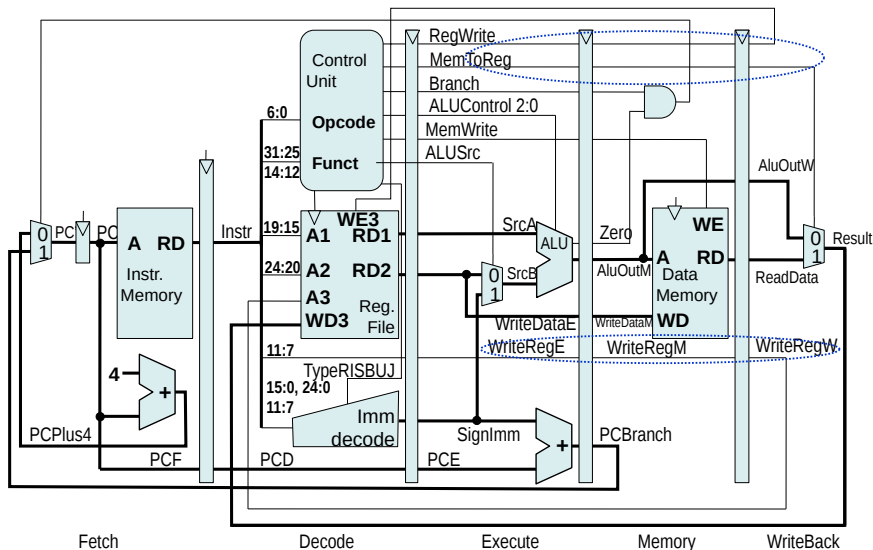 RegWrite
MemToReg
Branch
ALUControl 2:0
MemWrite
ALUSrc
Control
Unit
Opcode
Funct
6:0
31:25
14:12
PC
PC
0
1
A RD
Instr.
Memory
Instr
19:15
24:20
WE3
A1 RD1
A2 RD2
A3
WD3
Reg.
File
SrcA
SrcB
0
1
ALU
Zero
AluOutM
AluOutW
WE
A RD
Data
Memory
WD
ReadData
0
1
Result
WriteDataE
WriteDataM
WriteRegE
WriteRegM
WriteRegW
11:7
TypeRISBUJ
15:0, 24:0
11:7
Imm
decode
SignImm
4
+
+
PCPlus4
PCBranch
PCF
PCD
PCE
Fetch
Decode
Execute
Memory
WriteBack